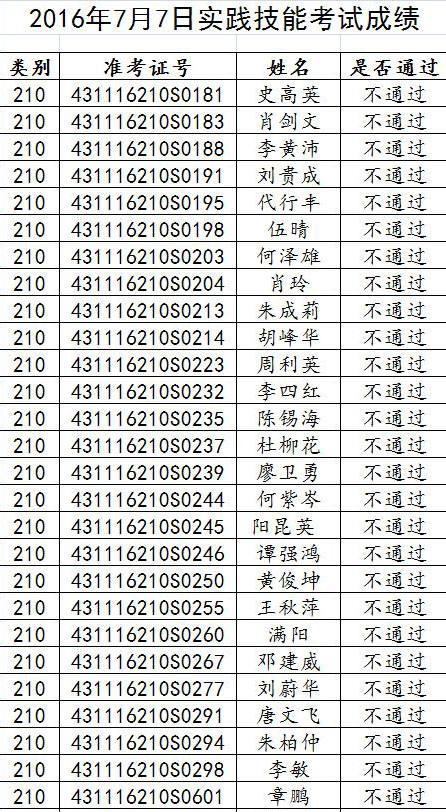 2016年7月7日实践技能考试成绩
类别 准考证号 姓名 是否通过
210 431116210S0181 史高英 不通过
210 431116210S0183 肖剑文 不通过
210 431116210S0188 李黄沛 不通过
210 431116210S0191 刘贵成 不通过
210 431116210S0195 代行丰 不通过
210 431116210S0198 伍晴 不通过
210 431116210S0203 何泽雄 不通过
210 431116210S0204 肖玲 不通过
210 431116210S0213 朱成莉 不通过
210 431116210S0214 胡峰华 不通过
210 431116210S0223 周利英 不通过
210 431116210S0232 李四红 不通过
210 431116210S0235 陈锡海 不通过
210 431116210S0237 杜柳花 不通过
210 431116210S0239 廖卫勇 不通过
210 431116210S0244 何紫岑 不通过
210 431116210S0245 阳昆英 不通过
210 431116210S0246 谭强鸿 不通过
210 431116210S0250 黄俊坤 不通过
210 431116210S0255 王秋萍 不通过
210 431116210S0260 满阳 不通过
210 431116210S0267 邓建威 不通过
210 431116210S0277 刘蔚华 不通过
210 431116210S0291 唐文飞 不通过
210 431116210S0294 朱柏仲 不通过
210 431116210S0298 李敏 不通过
210 431116210S0601 章鹏 不通过